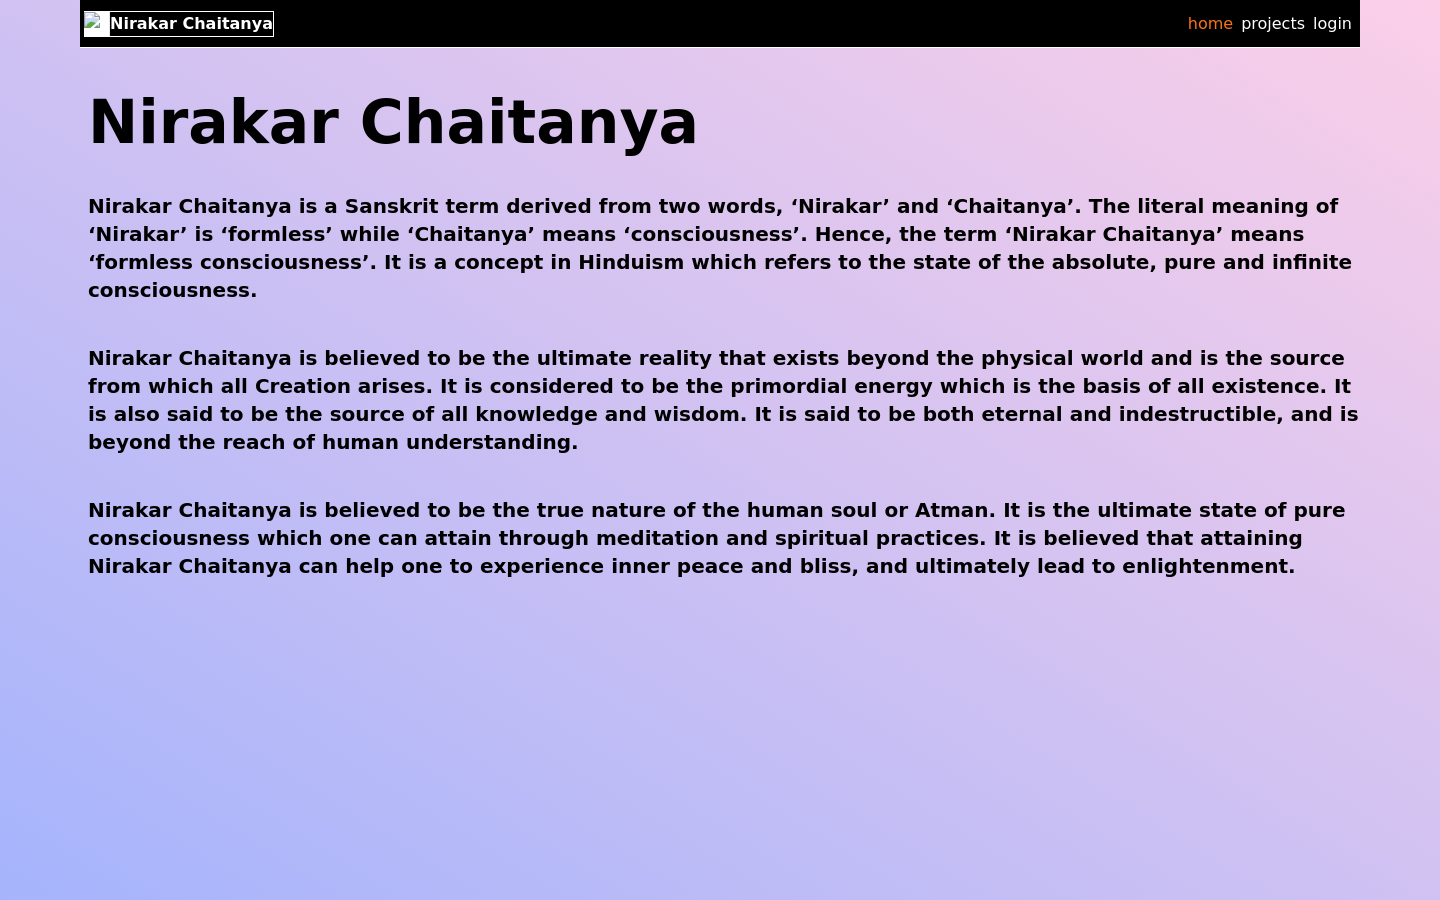 Nirakar Chaitanya
home projects login
Nirakar Chaitanya
Nirakar Chaitanya is a Sanskrit term derived from two words, ‘Nirakar’ and ‘Chaitanya’. The literal meaning of
‘Nirakar’ is ‘formless’ while ‘Chaitanya’ means ‘consciousness’. Hence, the term ‘Nirakar Chaitanya’ means
‘formless consciousness’. It is a concept in Hinduism which refers to the state of the absolute, pure and infinite
consciousness.
Nirakar Chaitanya is believed to be the ultimate reality that exists beyond the physical world and is the source
from which all Creation arises. It is considered to be the primordial energy which is the basis of all existence. It
is also said to be the source of all knowledge and wisdom. It is said to be both eternal and indestructible, and is
beyond the reach of human understanding.
Nirakar Chaitanya is believed to be the true nature of the human soul or Atman. It is the ultimate state of pure
consciousness which one can attain through meditation and spiritual practices. It is believed that attaining
Nirakar Chaitanya can help one to experience inner peace and bliss, and ultimately lead to enlightenment.